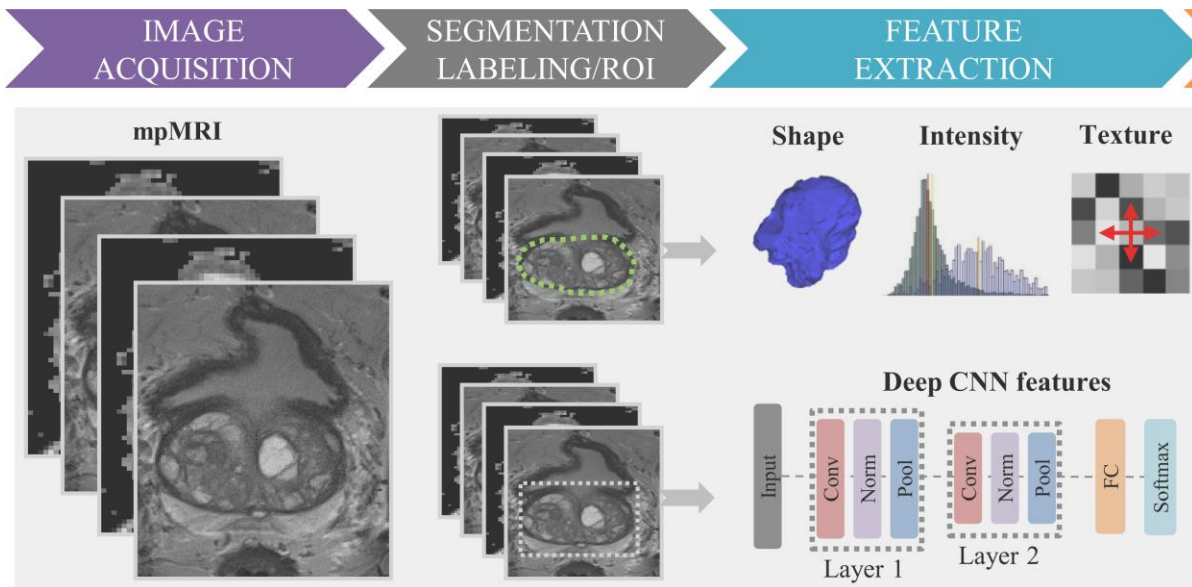 IMAGE
ACQUISITION
SEGMENTATION
LABELING/ROI
FEATURE
EXTRACTION
mpMRI
Shape
Intensity
Texture
Deep CNN features
Input
Conv
Norm
Pool
Conv
Norm
Pool
FC
Softmax
Layer 1
Layer 2